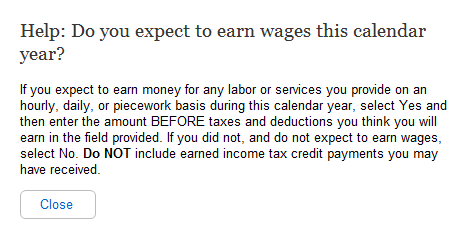 Help: Do you expect to earn wages this calendar
year?
If you expect to earn money for any labor or services you provide on an
hourly, daily, or piecework basis during this calendar year, select Yes and
then enter the amount BEFORE taxes and deductions you think you will
earn in the field provided. If you did not, and do not expect to earn wages,
select No. Do NOT include earned income tax credit payments you may
have received.
Close